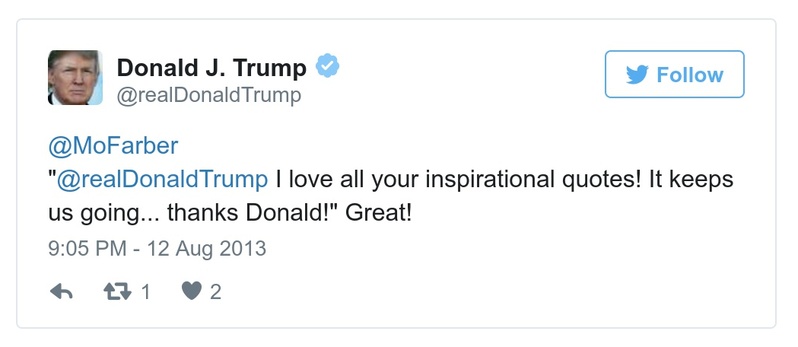 Donald J. Trump
@realDonaldTrump
Follow
@MoFarber
"@realDonaldTrump I love all your inspirational quotes! It keeps
us going... thanks Donald!" Great!
9:05 PM - 12 Aug 2013
1 2